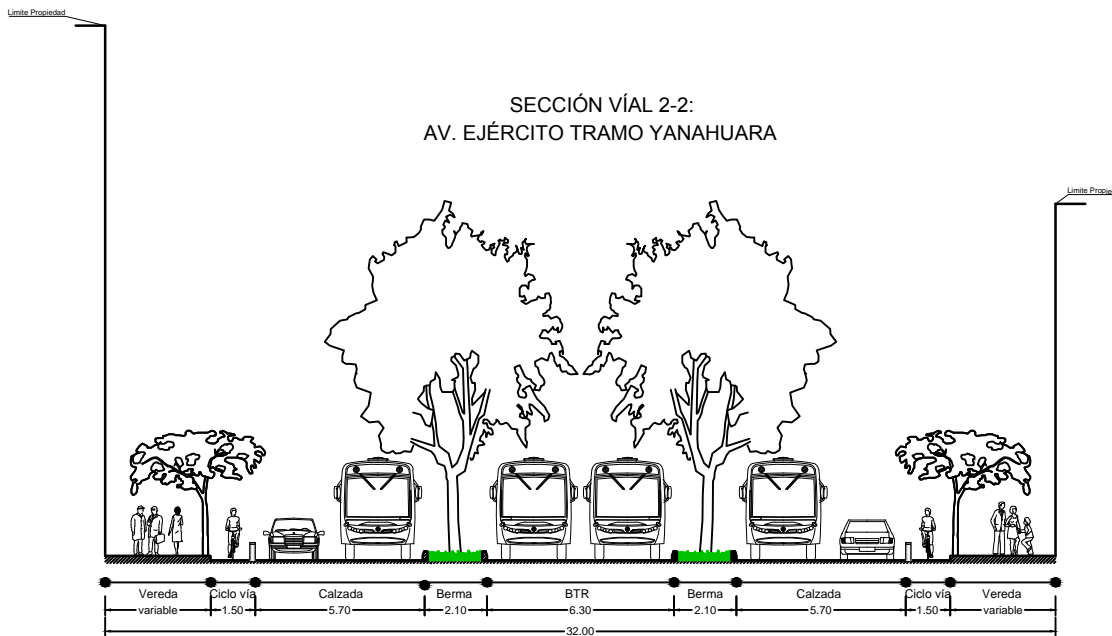 Limite Propiedad
SECCIÓN VÍAL 2-2:
AV. EJÉRCITO TRAMO YANAHUARA
Limite Propie
Vereda Ciclo vía Calzada Berma BTR Berma Calzada Ciclo vía Vereda
variable 1.50 5.70 2.10 6.30 2.10 5.70 1.50 variable
32.00